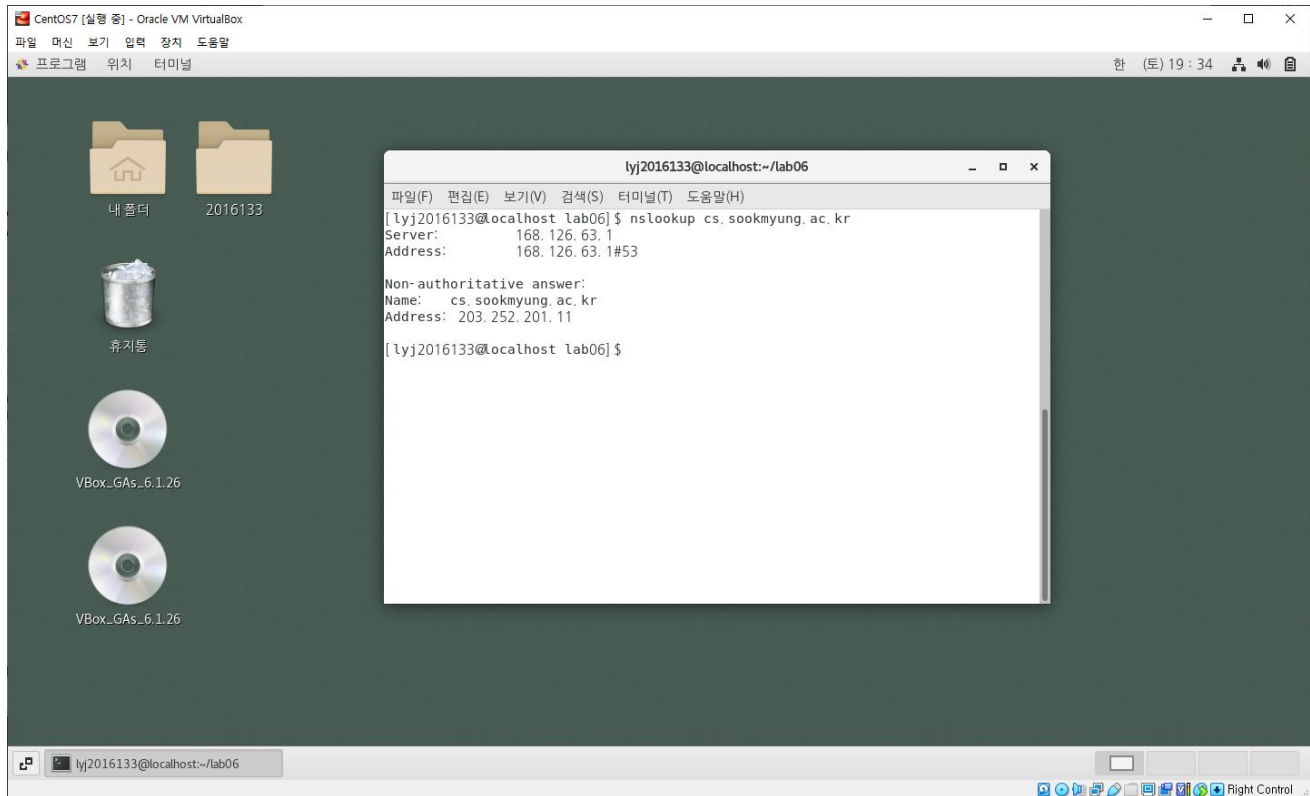 CentOS7 [실행 중] - Oracle VM VirtualBox
파일 머신 보기 입력 장치 도움말
프로그램 위치 터미널 한 (토) 19 : 34
내 폴더 2016133
휴지통
VBox_GAs_6.1.26
VBox_GAs_6.1.26
lyj2016133@localhost:~/lab06
파일(F) 편집(E) 보기(V) 검색(S) 터미널(T) 도움말(H)
[lyj2016133@localhost lab06]$ nslookup cs.sookmyung.ac.kr
Server: 168.126.63.1
Address: 168.126.63.1#53
Non-authoritative answer:
Name: cs.sookmyung.ac.kr
Address: 203.252.201.11
[lyj2016133@localhost lab06]$
lyj2016133@localhost:~/lab06
Right Control